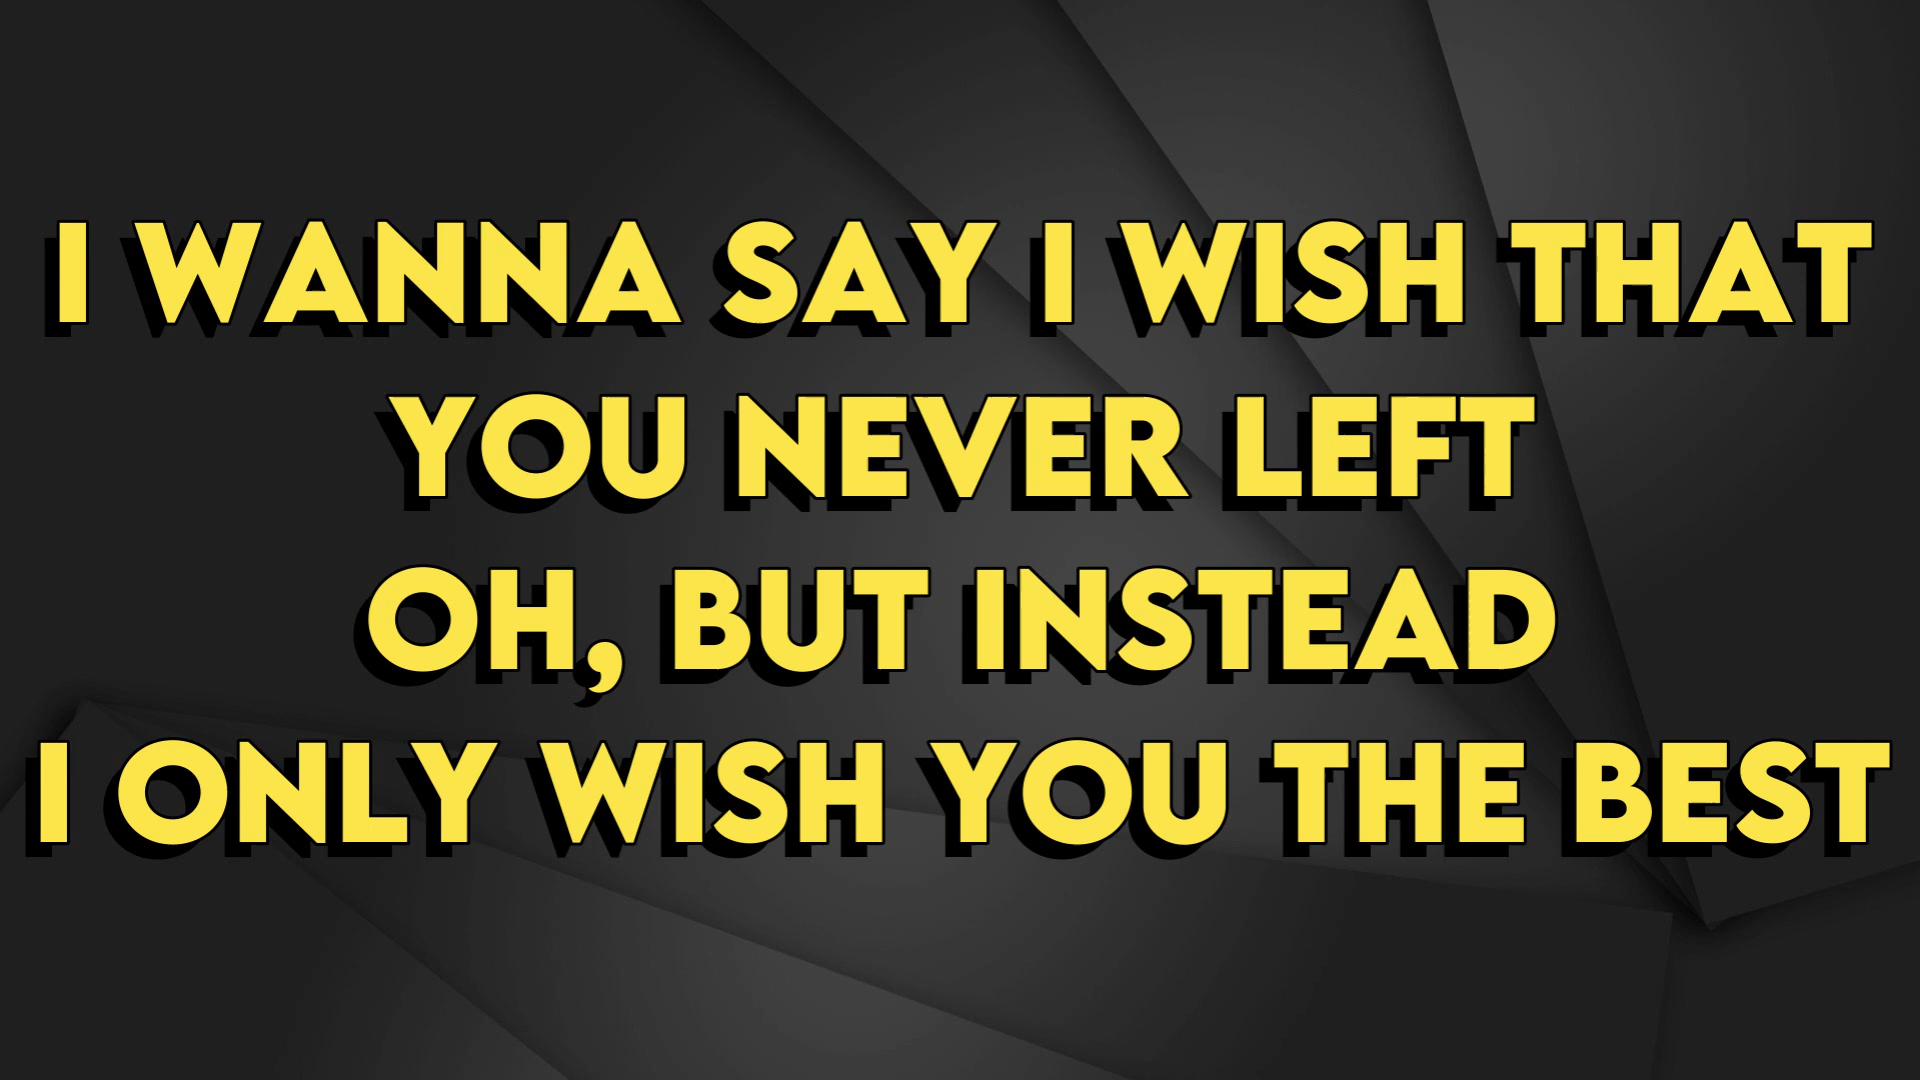 I WANNA SAY I WISH THAT
YOU NEVER LEFT
OH, BUT INSTEAD
I ONLY WISH YOU THE BEST